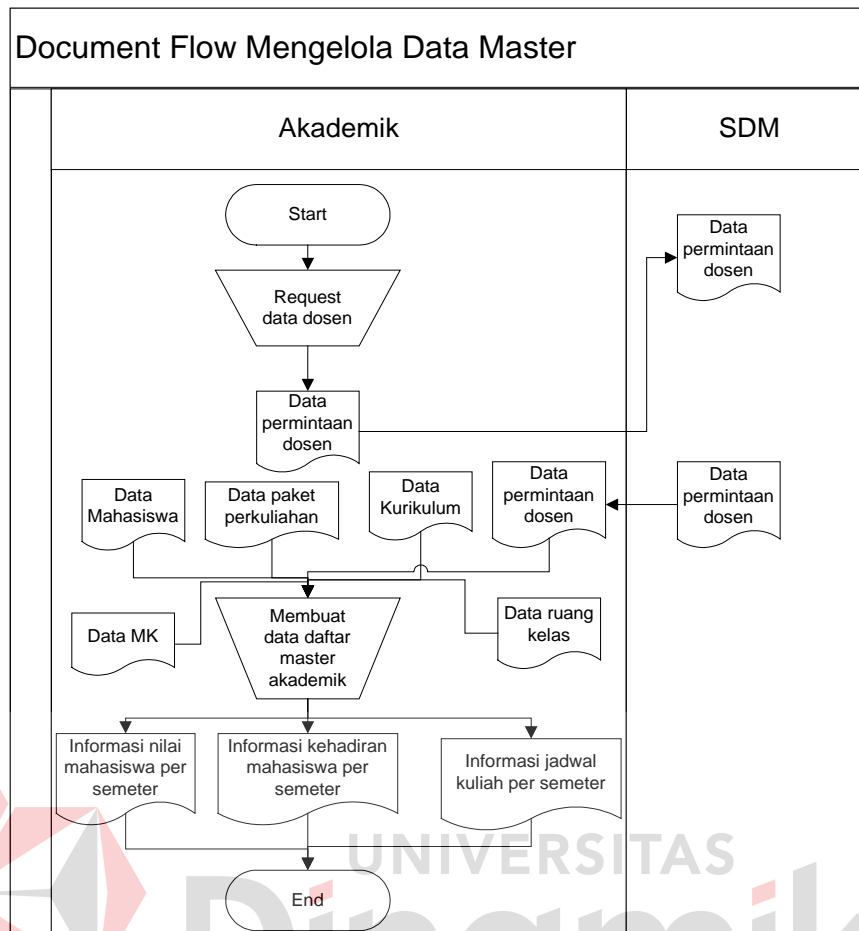 Document Flow Mengelola Data Master
Akademik
SDM
Start
Data
permintaan
dosen
Request
data dosen
Data
permintaan
dosen
Data
Mahasiswa
Data paket
perkuliahan
Data
Kurikulum
Data
permintaan
dosen
Data
permintaan
dosen
Data MK
Membuat
data daftar
master
akademik
Data ruang
kelas
Informasi nilai
mahasiswa per
semeter
Informasi kehadiran
mahasiswa per
semeter
Informasi jadwal
kuliah per semeter
UNIVERSITAS
Dinamik
End